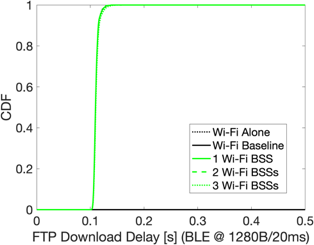 1
0.8
0.6
0.4
0.2
0
CDF
0 0.1 0.2 0.3 0.4 0.5
FTP Download Delay [s] (BLE @ 1280B/20ms)
Wi-Fi Alone
Wi-Fi Baseline
1 Wi-Fi BSS
2 Wi-Fi BSSs
3 Wi-Fi BSSs